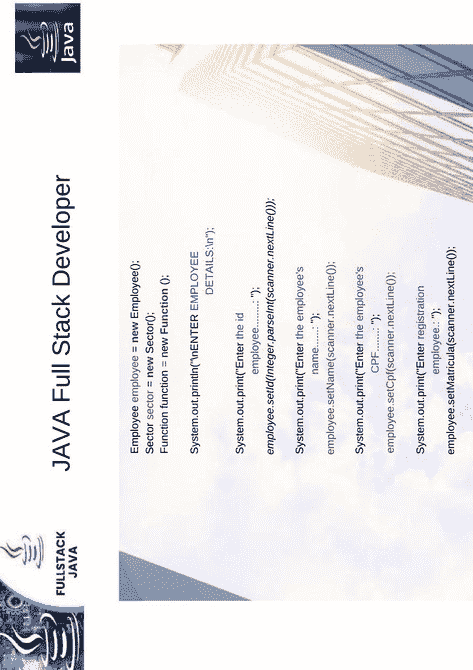 FULLSTACK
JAVA
JAVA Full Stack Developer
Java
Employee employee = new Employee();
Sector sector = new Sector();
Function function = new Function ();
System.out.println("\nENTER EMPLOYEE
DETAILS:\n");
System.out.print("Enter the id
employee........: ");
employee.setId(Integer.parseInt(scanner.nextLine()));
System.out.print("Enter the employee's
name......: ");
employee.setName(scanner.nextLine());
System.out.print("Enter the employee's
CPF.......: ");
employee.setCpf(scanner.nextLine());
System.out.print("Enter registration
employee.: ");
employee.setMatricula(scanner.nextLine());